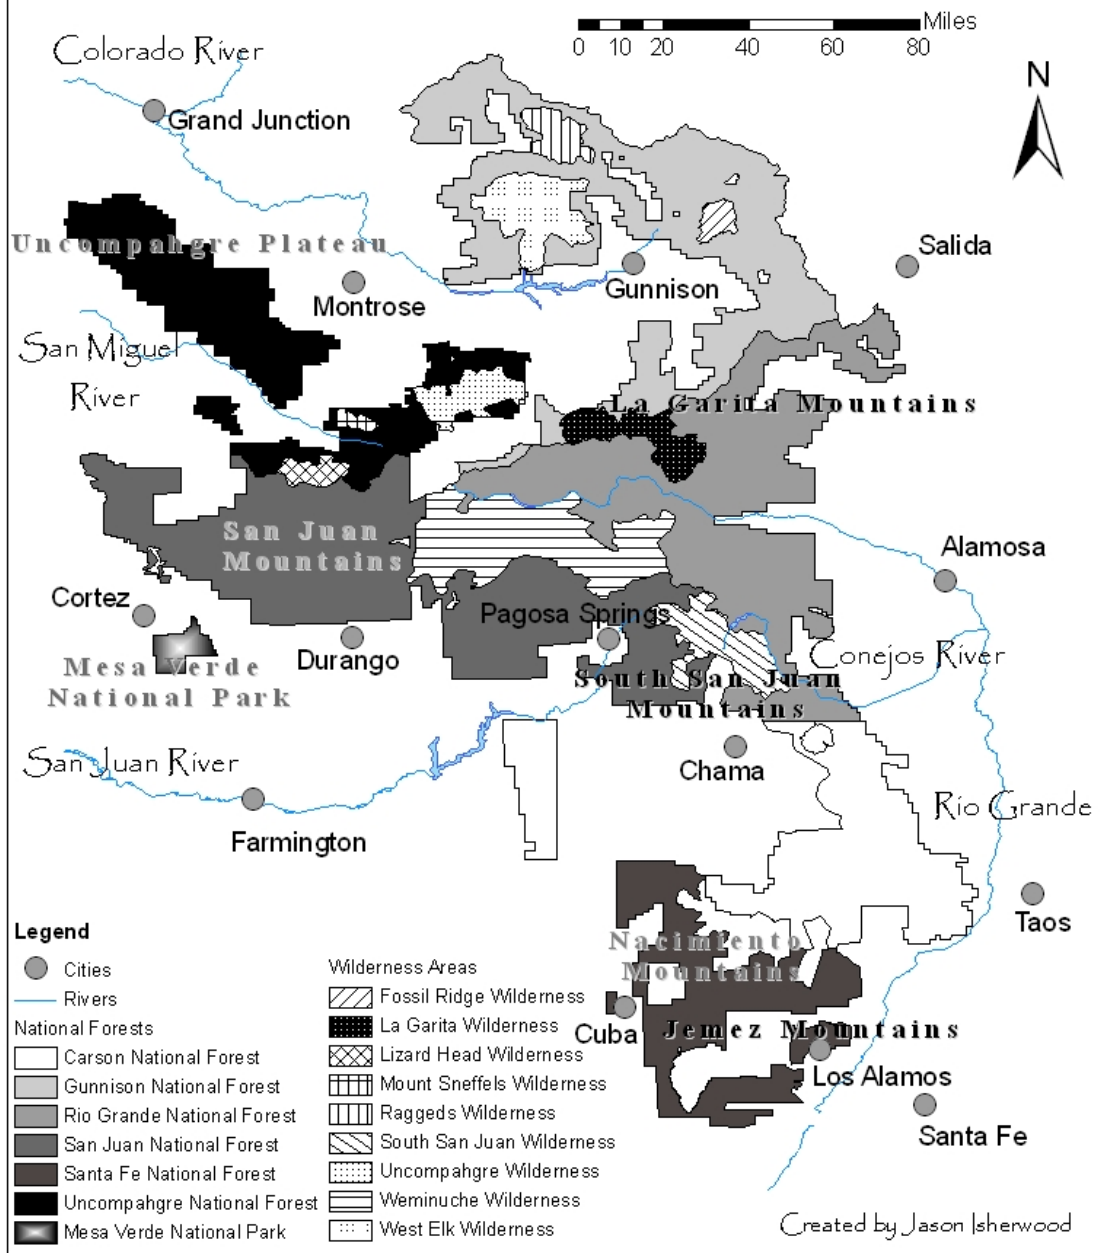 Colorado River
Miles
0 10 20 40 60 80
N
Grand Junction
Uncompahgre Plateau
Salida
Montrose
Gunnison
San Miguel
River
La Garita Mountains
San Juan
Mountains
Alamosa
Cortez
Pagosa Springs
Durango
Conejos River
Mesa Verde
National Park
South San Juan
Mountains
San Juan River
Chama
Rio Grande
Farmington
Taos
Nacimiento
Mountains
Cuba
Jemez Mountains
Los Alamos
Santa Fe
Legend
Cities
Rivers
National Forests
Carson National Forest
Gunnison National Forest
Rio Grande National Forest
San Juan National Forest
Santa Fe National Forest
Uncompahgre National Forest
Mesa Verde National Park
Wilderness Areas
Fossil Ridge Wilderness
La Garita Wilderness
Lizard Head Wilderness
Mount Sneffels Wilderness
Raggeds Wilderness
South San Juan Wilderness
Uncompahgre Wilderness
Weminuche Wilderness
West Elk Wilderness
Created by Jason Isherwood